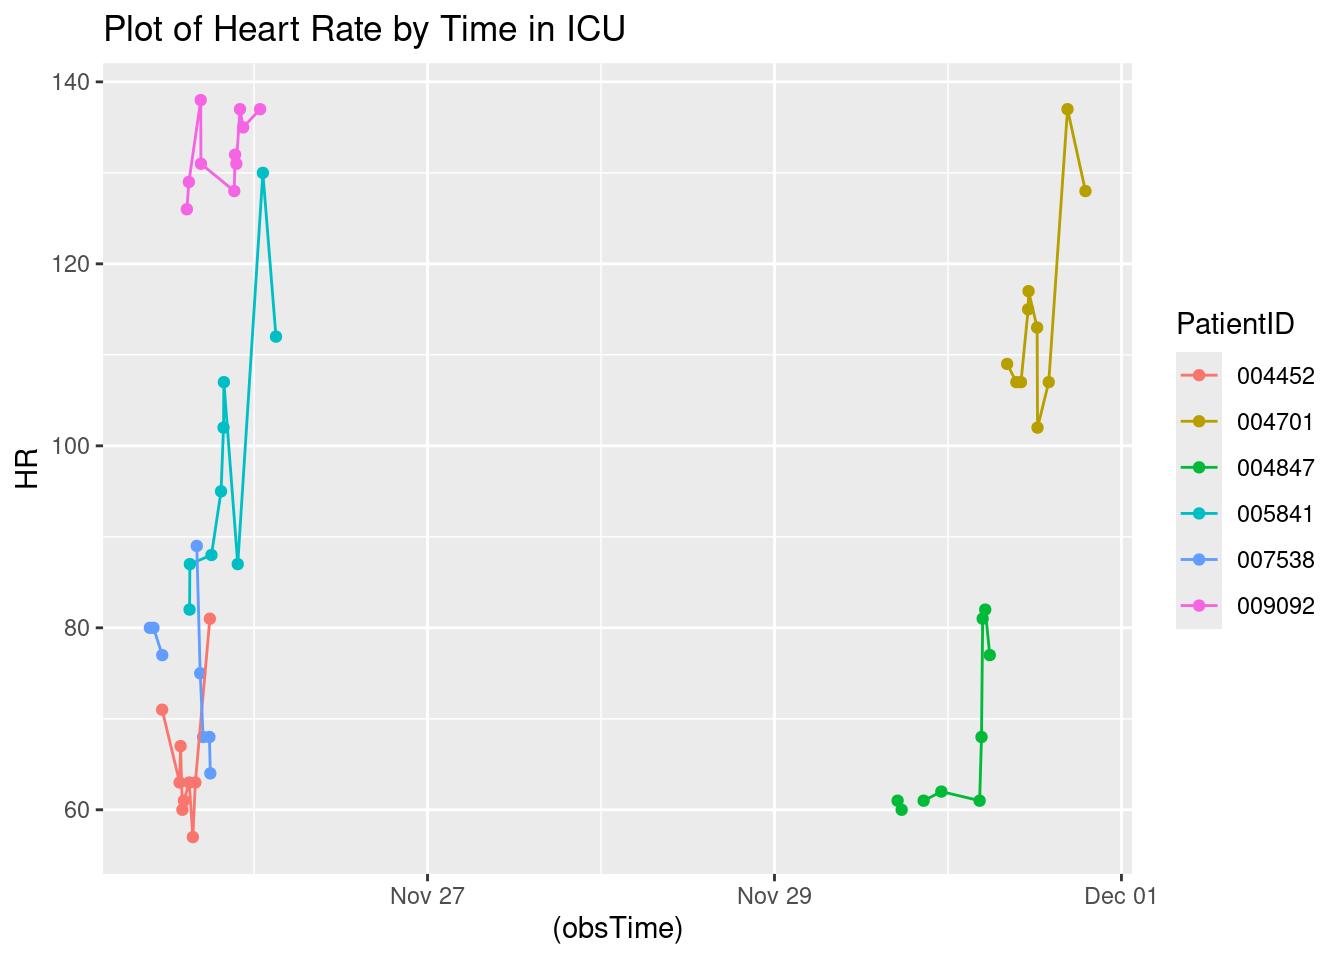 Plot of Heart Rate by Time in ICU
140
120
100
80
60
HR
Nov 27
Nov 29
Dec 01
(obsTime)
PatientID
004452
004701
004847
005841
007538
009092